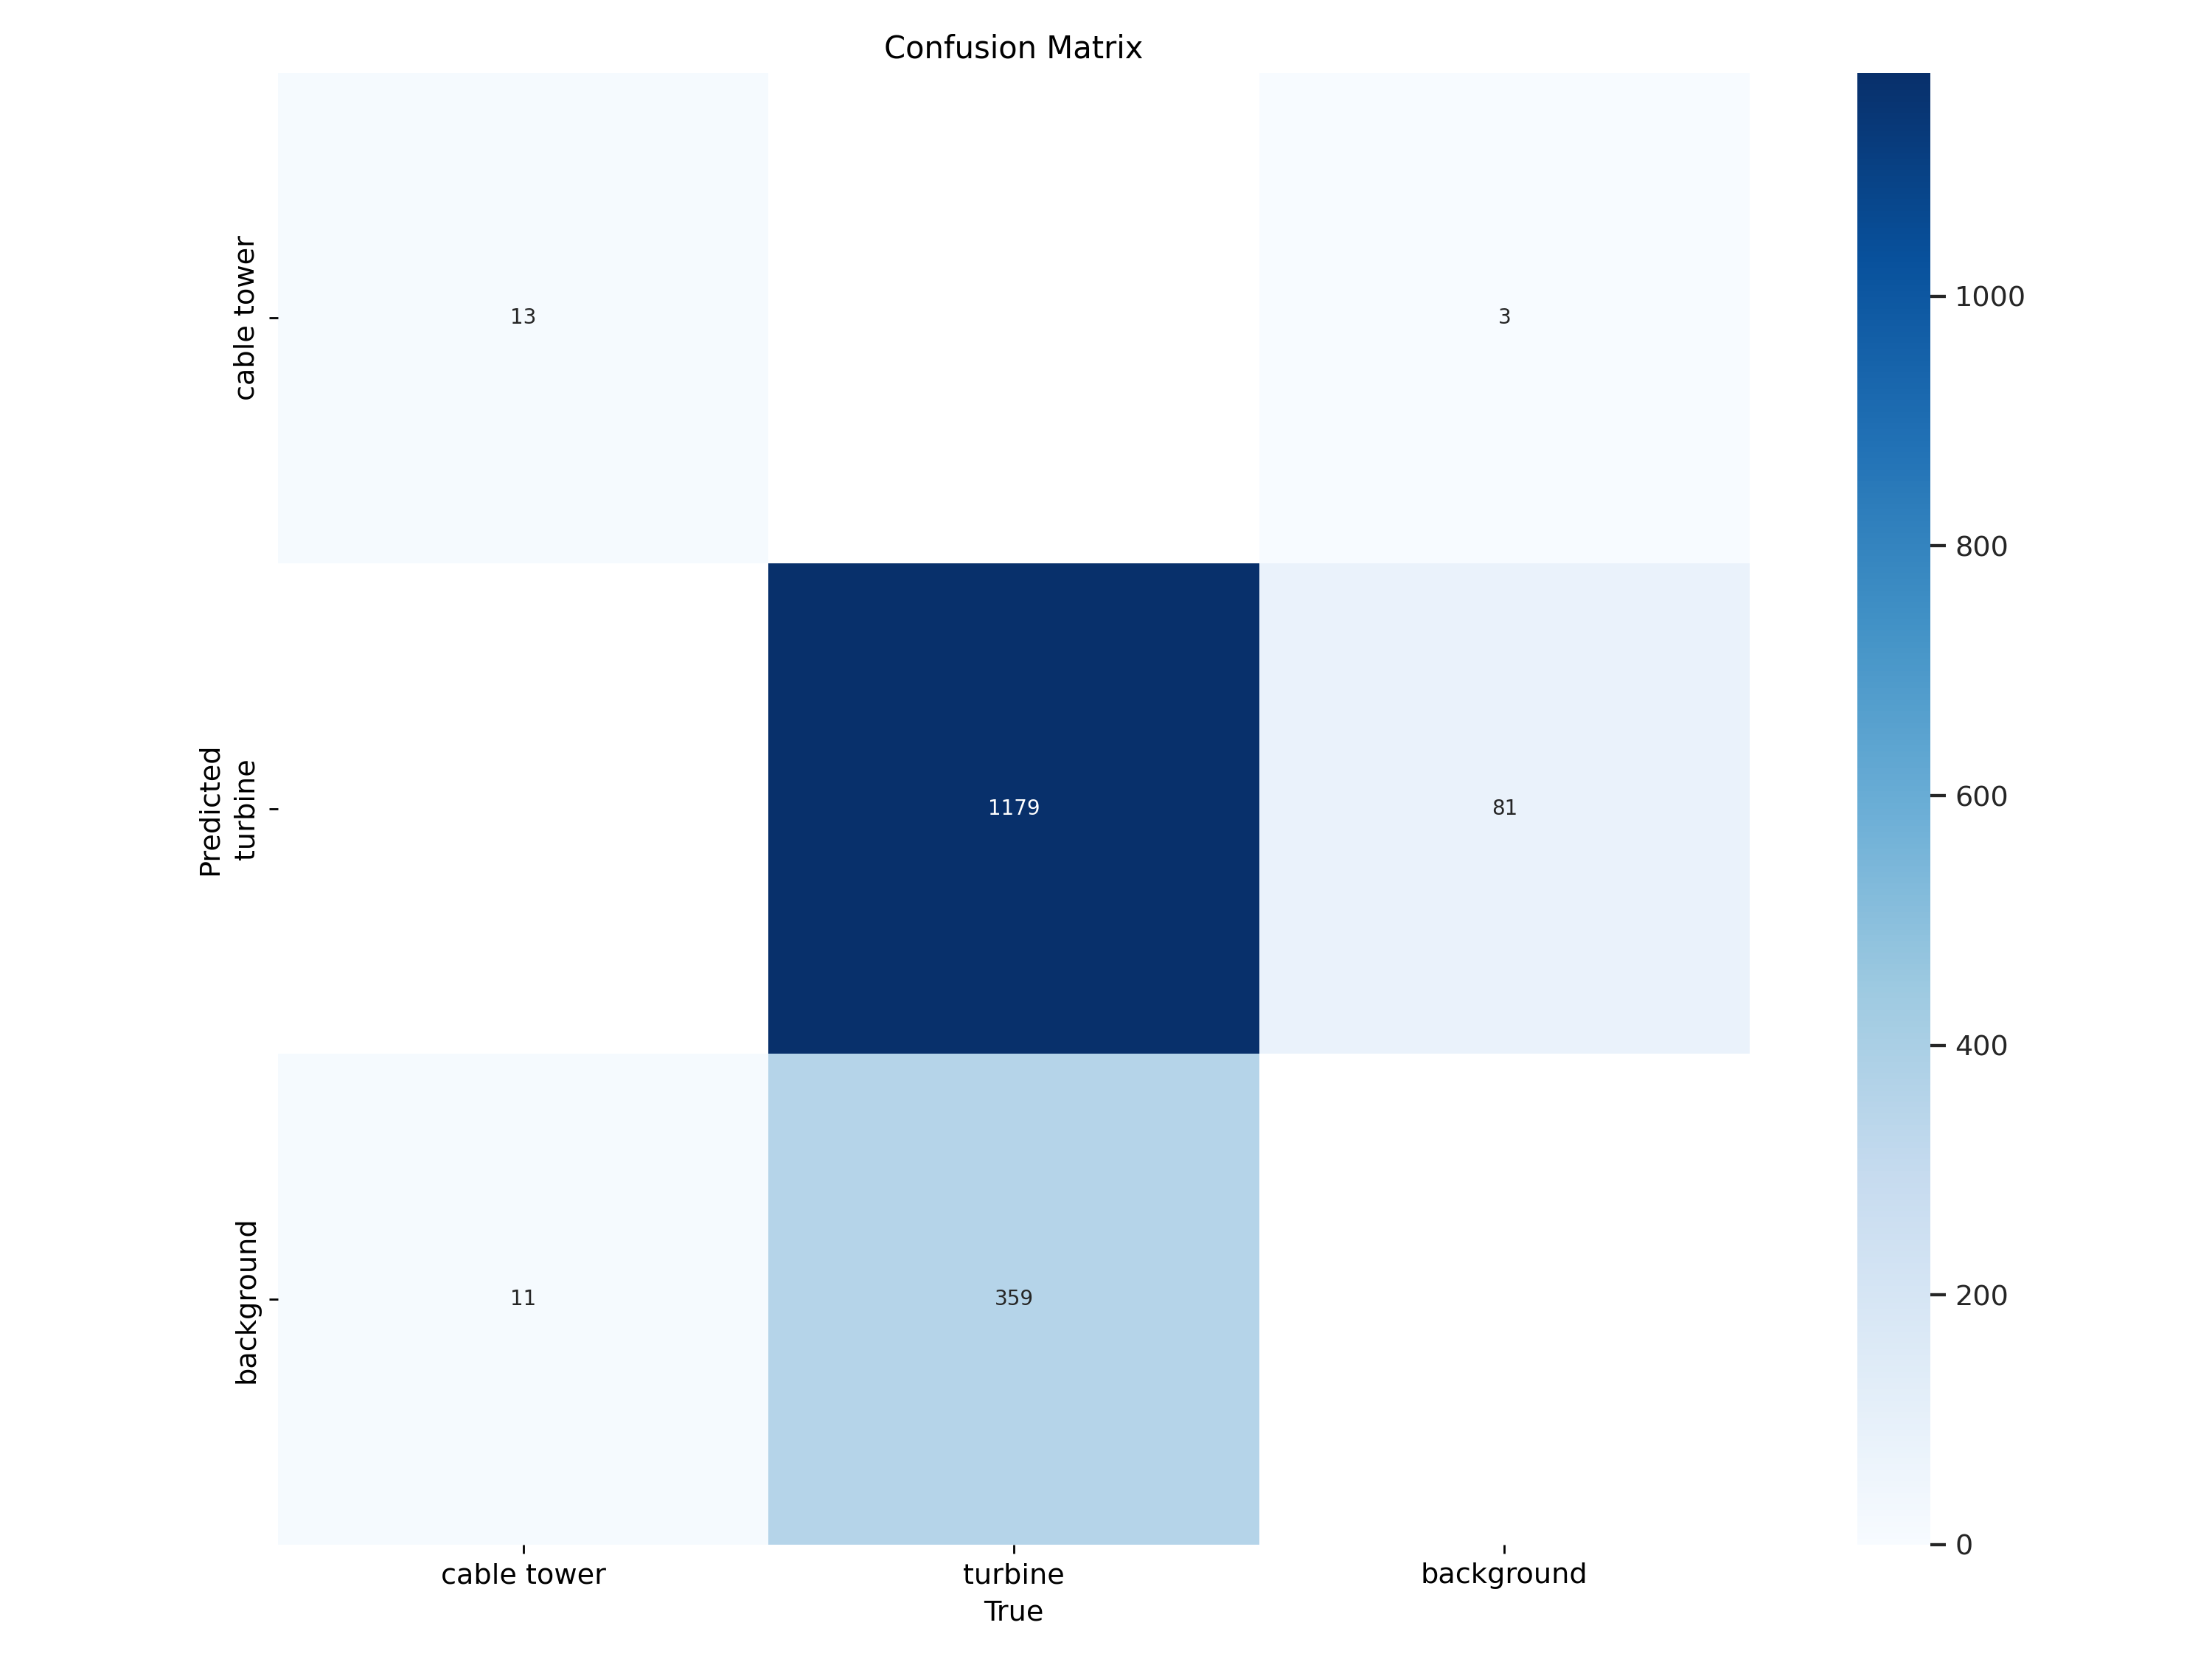 Confusion Matrix
cable tower
13
3
1000
800
Predicted
turbine
1179
81
600
400
background
11
359
200
0
cable tower
turbine
background
True